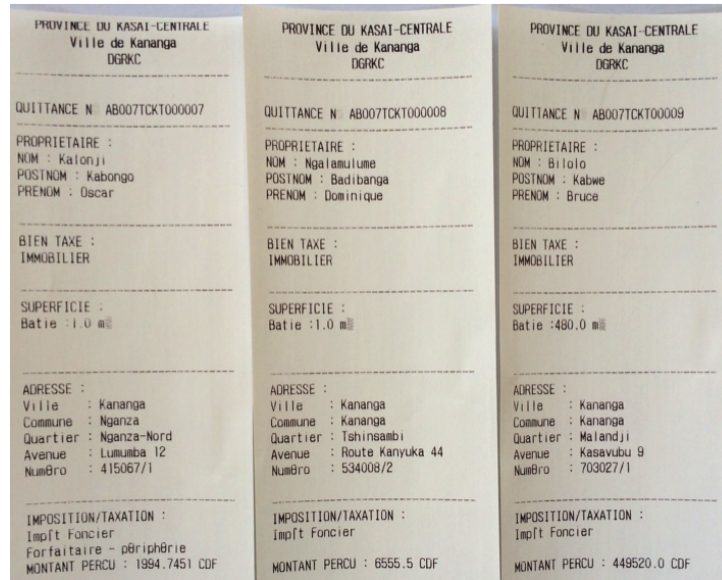 PROVINCE DU KASAI-CENTRALE
Ville de Kananga
DGRKC
QUITTANCE N AB007TCKT000007
PROPRIETAIRE :
NOM : Kalonji
POSTNOM : Kabongo
PRENOM : Oscar
BIEN TAXE :
IMMOBILIER
SUPERFICIE :
Batie :1.0 m
ADRESSE :
Ville : Kananga
Commune : Nganza
Quartier : Nganza-Nord
Avenue : Lumumba 12
Numθro : 415067/1
IMPOSITION/TAXATION :
Impſt Foncier
Forfaitaire - pθriphθrie
MONTANT PERCU : 1994.7451 CDF
PROVINCE DU KASAI-CENTRALE
Ville de Kananga
DGRKC
QUITTANCE N AB007TCKT000008
PROPRIETAIRE :
NOM : Ngalamulume
POSTNOM : Badibanga
PRENOM : Dominique
BIEN TAXE :
IMMOBILIER
SUPERFICIE :
Batie :1.0 m
ADRESSE :
Ville : Kananga
Commune : Kananga
Quartier : Tshinsambi
Avenue : Route Kanyuka 44
Numθro : 534008/2
IMPOSITION/TAXATION :
Impſt Foncier
MONTANT PERCU : 6555.5 CDF
PROVINCE DU KASAI-CENTRALE
Ville de Kananga
DGRKC
QUITTANCE N AB007TCKT00009
PROPRIETAIRE :
NOM : Bilolo
POSTNOM : Kabwe
PRENOM : Bruce
BIEN TAXE :
IMMOBILIER
SUPERFICIE :
Batie :480.0 m
ADRESSE :
Ville : Kananga
Commune : Kananga
Quartier : Malandji
Avenue : Kasavubu 9
Numθro : 703027/1
IMPOSITION/TAXATION :
Impſt Foncier
MONTANT PERCU : 449520.0 CDF